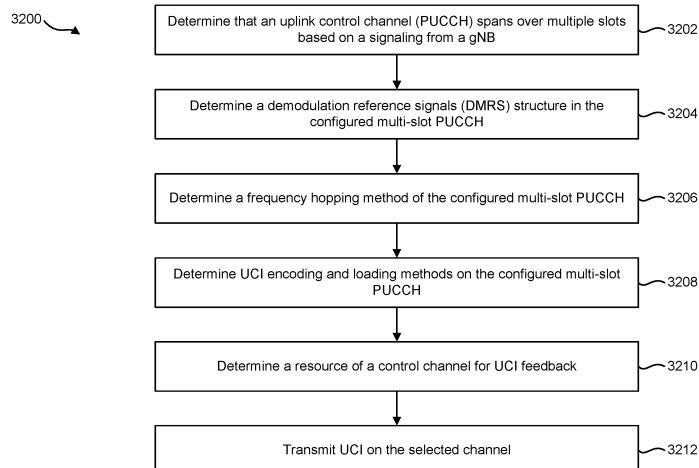 3200
Determine that an uplink control channel (PUCCH) spans over multiple slots
based on a signaling from a gNB
3202
Determine a demodulation reference signals (DMRS) structure in the
configured multi-slot PUCCH
3204
Determine a frequency hopping method of the configured multi-slot PUCCH
3206
Determine UCI encoding and loading methods on the configured multi-slot
PUCCH
3208
Determine a resource of a control channel for UCI feedback
3210
Transmit UCI on the selected channel
3212